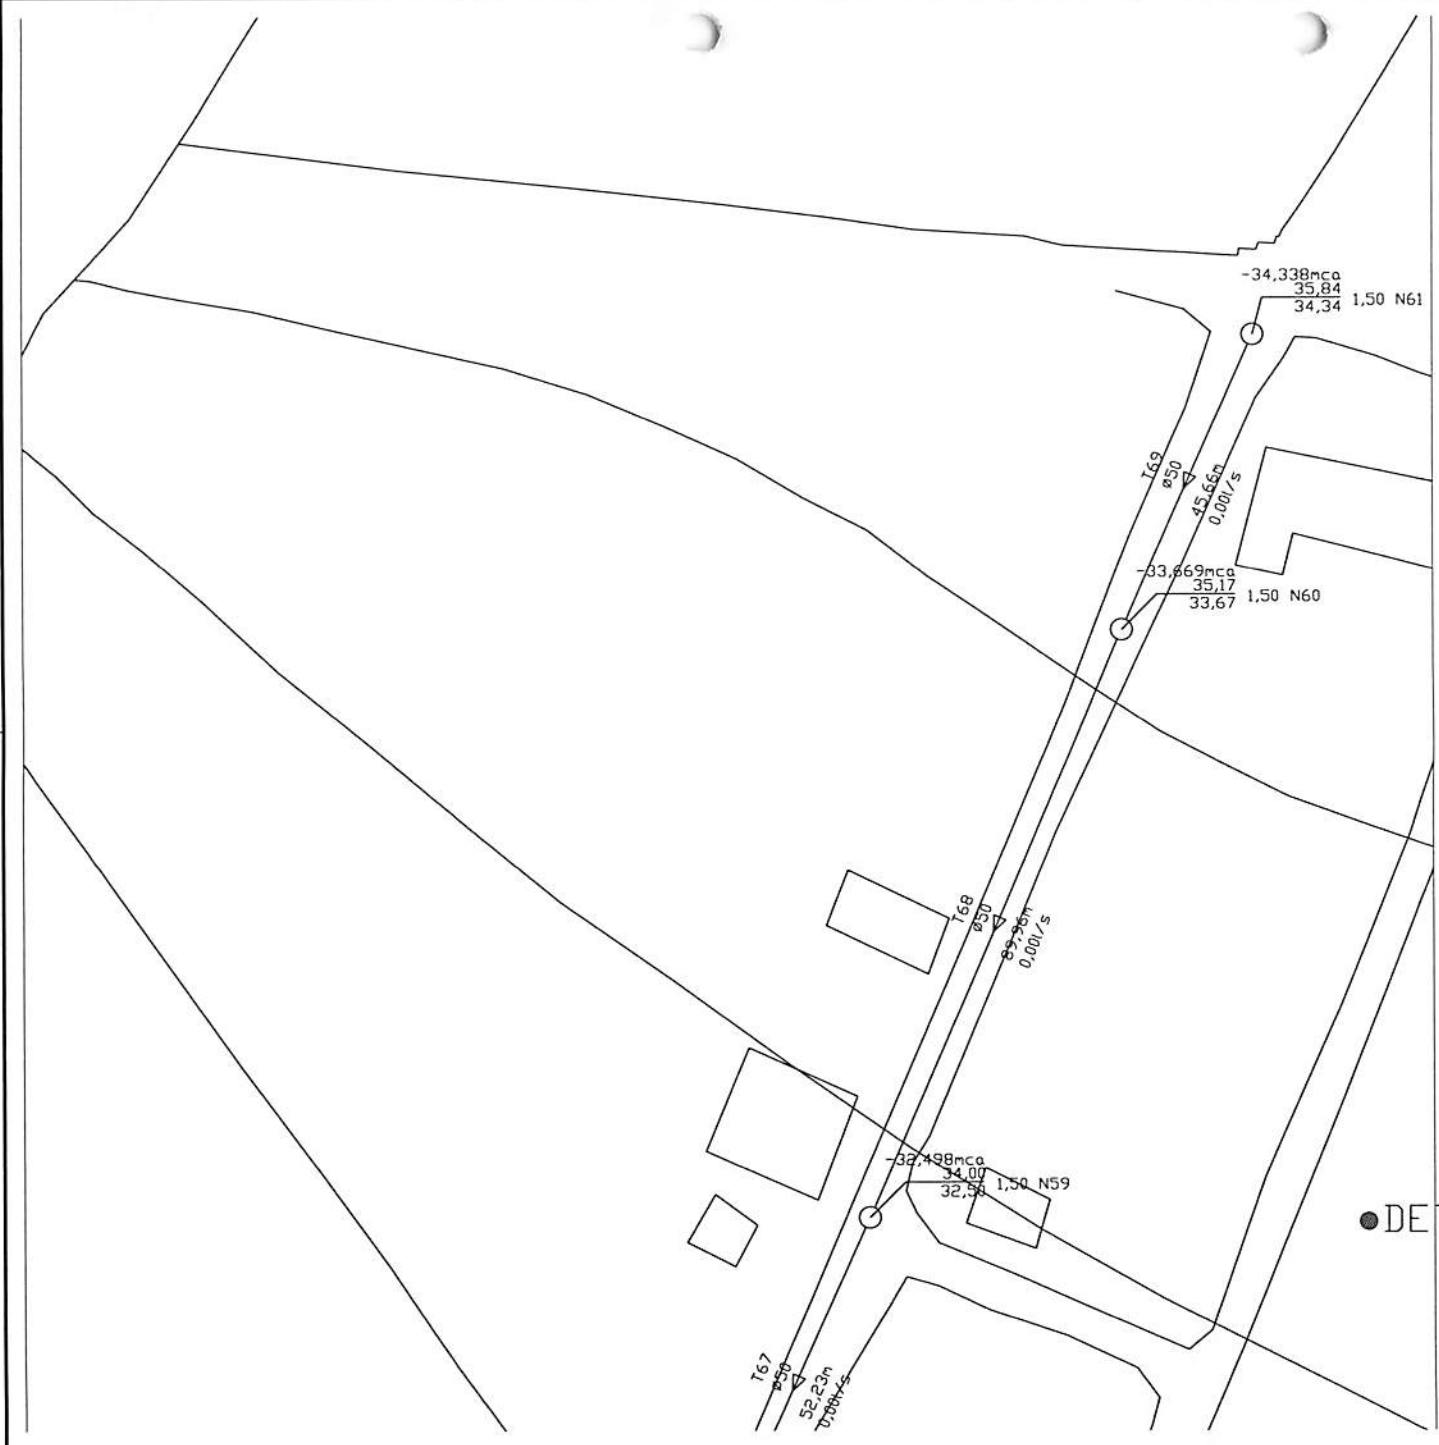 -34,338mca
35,84
34,34
1,50 N61
T69
ø50
45,66m
0,00l/s
-33,669mca
35,17
33,67
1,50 N60
T68
ø50
89,96m
0,00l/s
-32,498mca
34,00
32,50
1,50 N59
DE
T67
ø50
52,23m
0,00l/s